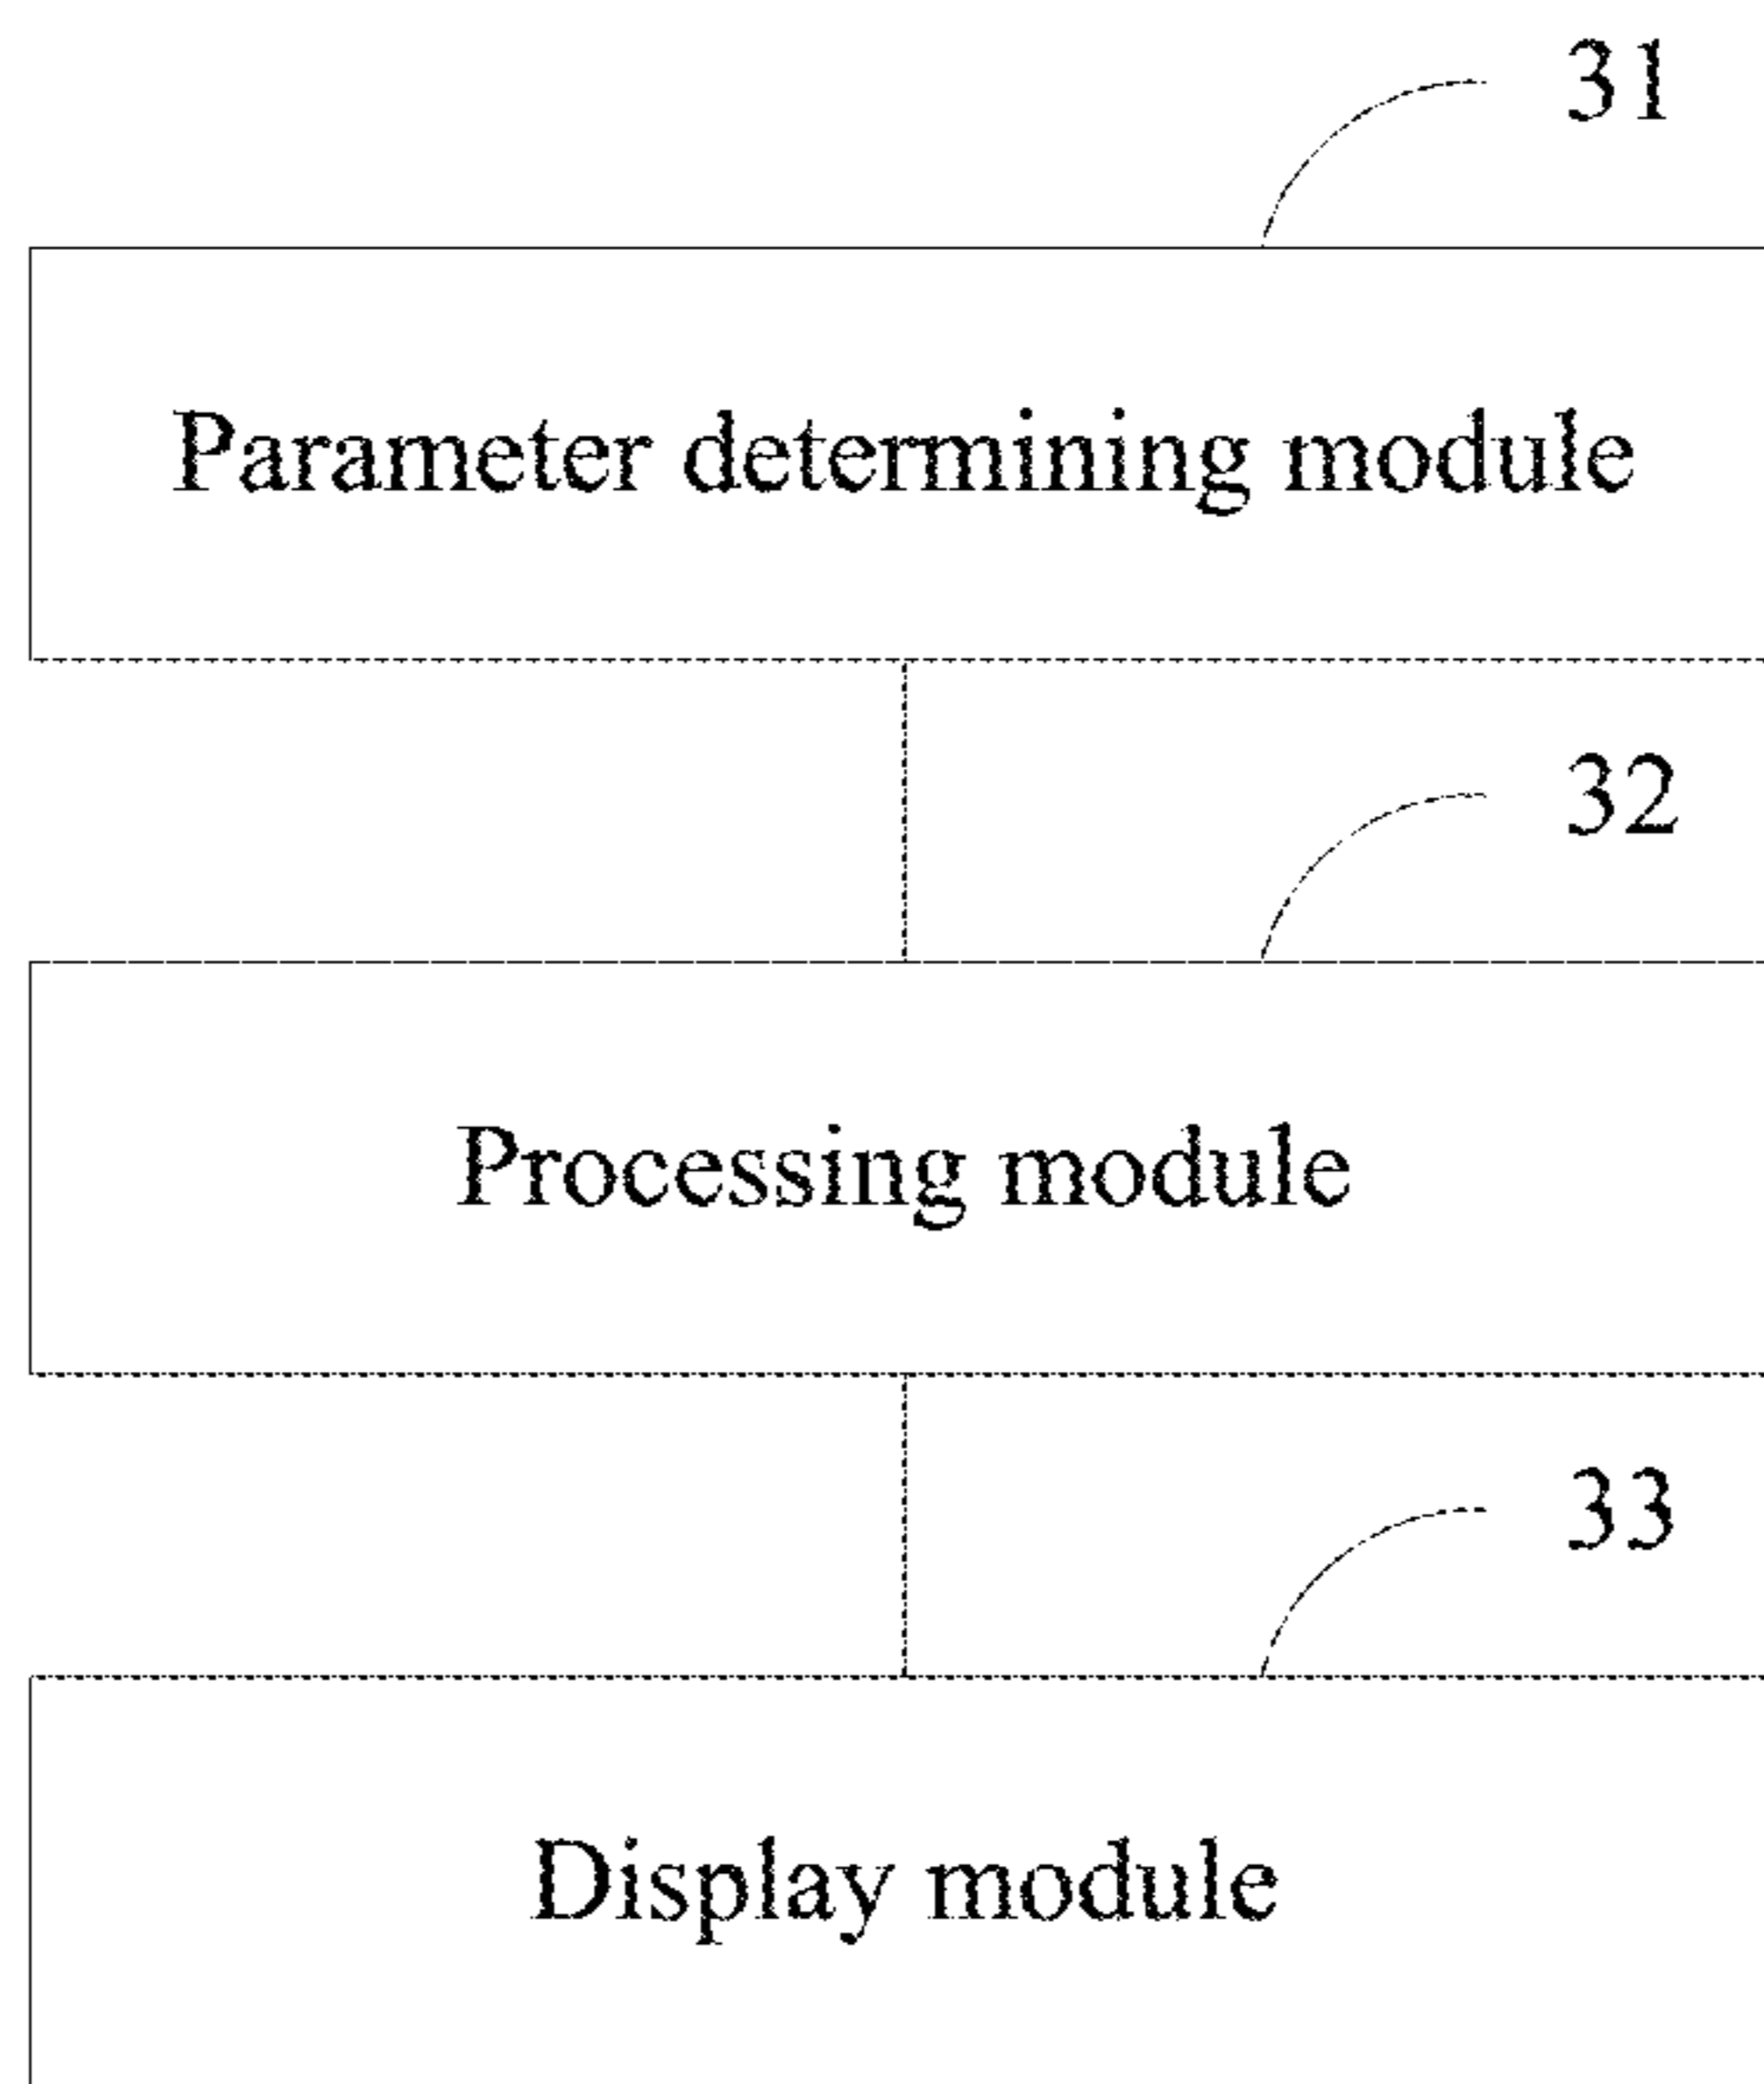 31
Parameter determining module
32
Processing module
33
Display module